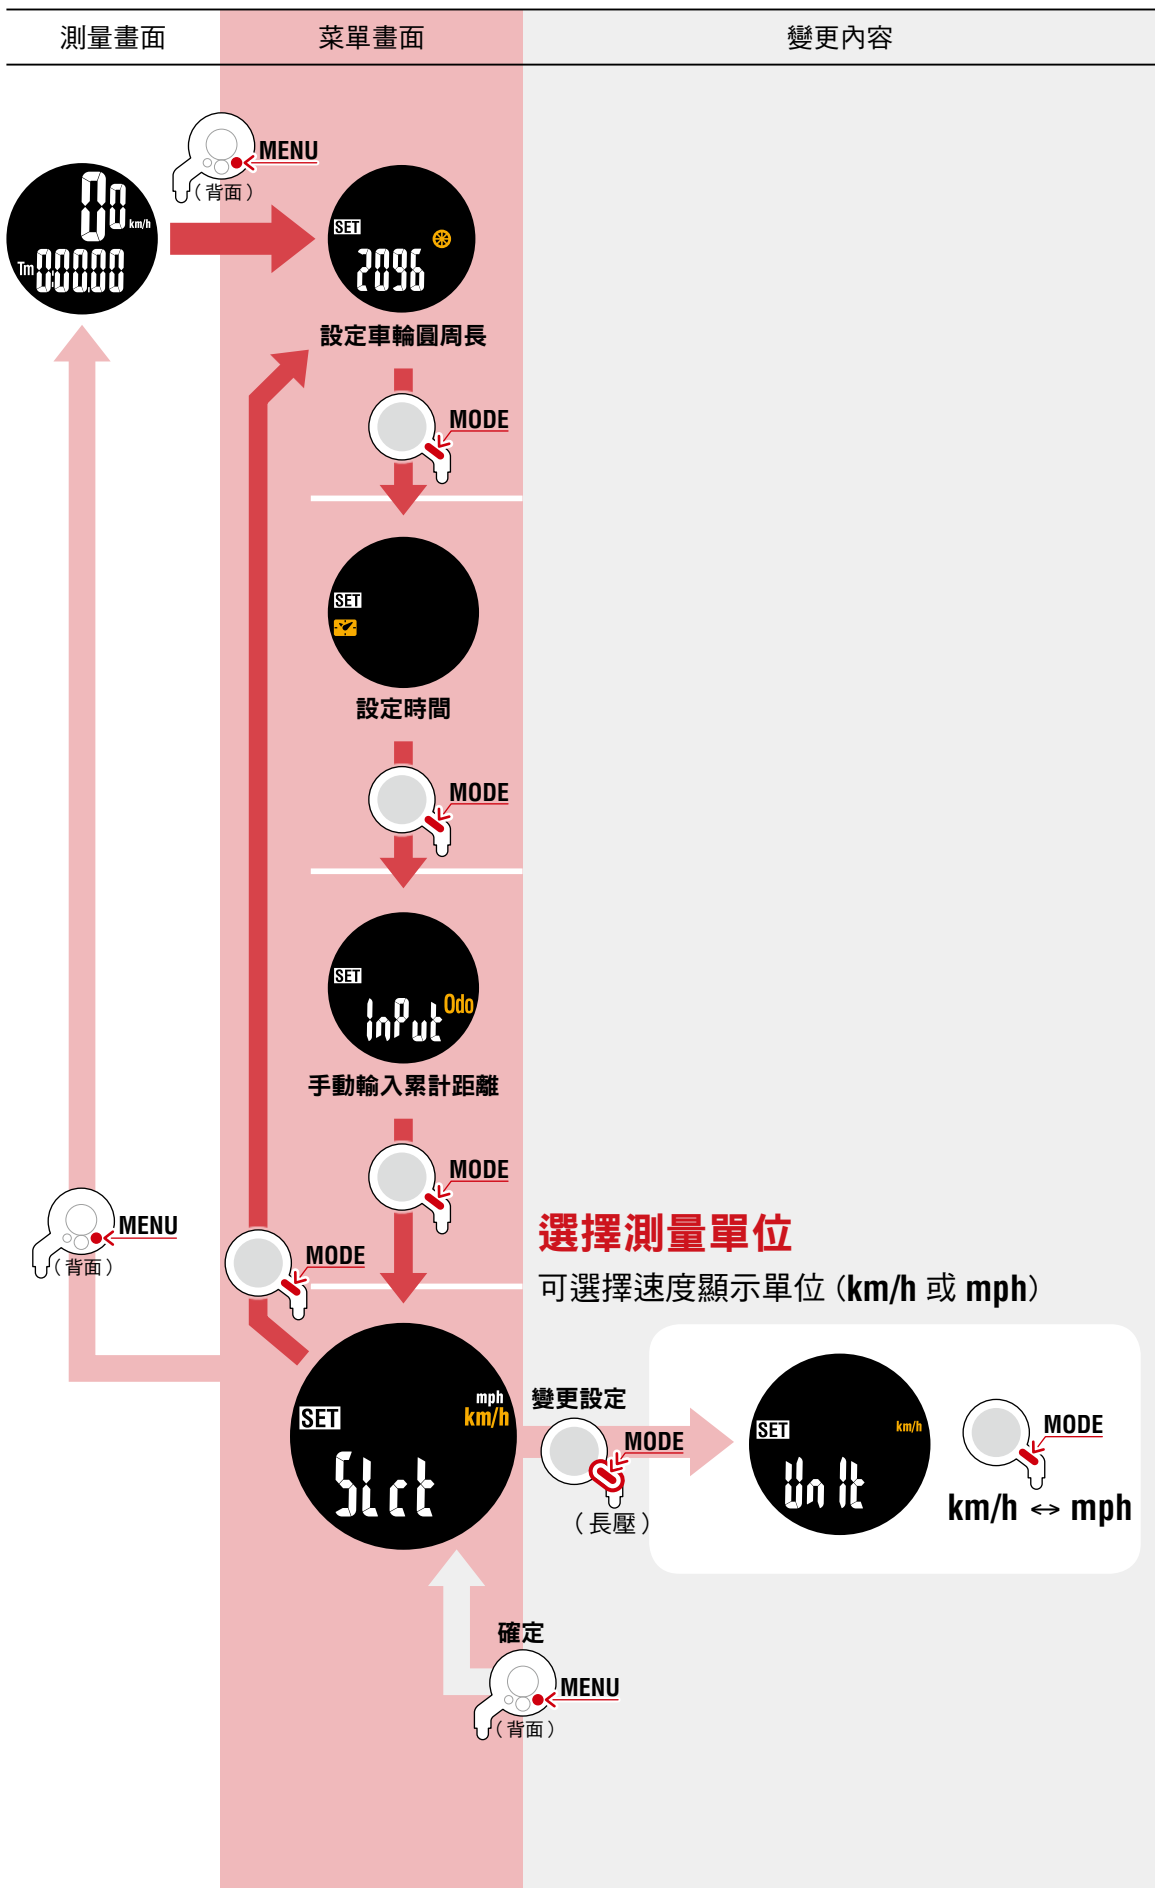 測量畫面
菜單畫面
變更內容
MENU
（背面）
0.0 km/h
Tm 0:00.00
SET
2096
設定車輪圓周長
MODE
SET
設定時間
MODE
SET
InPut Odo
手動輸入累計距離
MODE
MENU
（背面）
MODE
選擇測量單位
可選擇速度顯示單位（km/h 或 mph）
mph
SET km/h
SLct
變更設定
MODE
（長壓）
SET km/h
UnIt
MODE
km/h ↔ mph
確定
MENU
（背面）